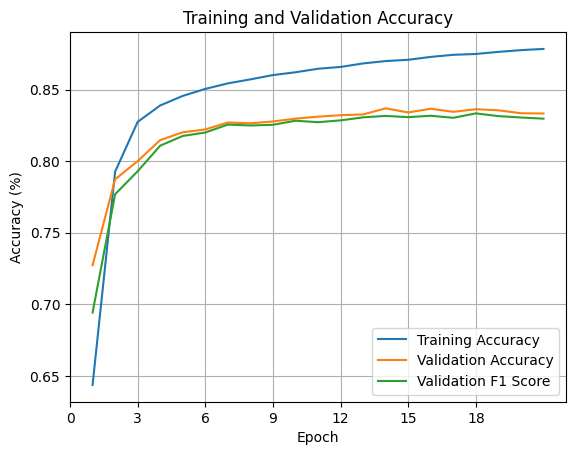 Training and Validation Accuracy
Accuracy (%)
0.85
0.80
0.75
0.70
0.65
0 3 6 9 12 15 18
Epoch
Training Accuracy
Validation Accuracy
Validation F1 Score